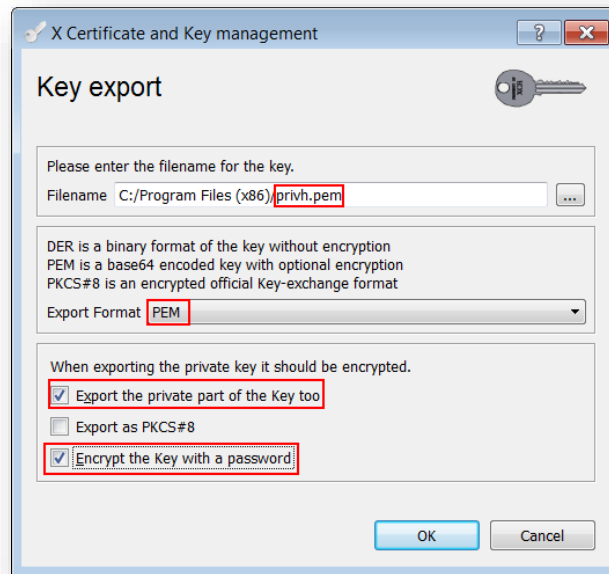 X Certificate and Key management
Key export
Please enter the filename for the key.
Filename C:/Program Files (x86)/privh.pem ...
DER is a binary format of the key without encryption
PEM is a base64 encoded key with optional encryption
PKCS#8 is an encrypted official Key-exchange format
Export Format PEM
When exporting the private key it should be encrypted.
Export the private part of the Key too
Export as PKCS#8
Encrypt the Key with a password
OK Cancel